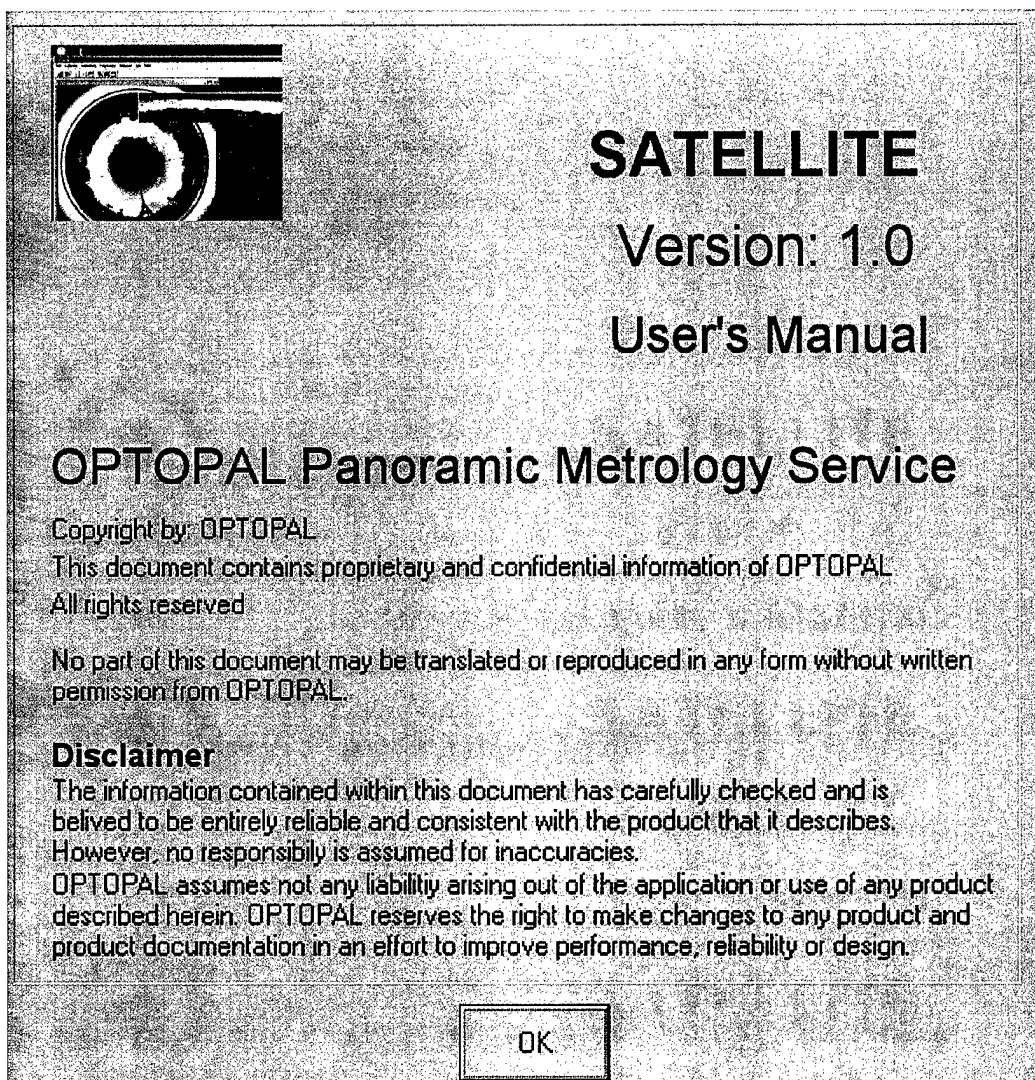 SATELLITE
Version: 1.0
User's Manual
OPTOPAL Panoramic Metrology Service
Copyright by: OPTOPAL
This document contains proprietary and confidential information of OPTOPAL
All rights reserved
No part of this document may be translated or reproduced in any form without written
permission from OPTOPAL.
Disclaimer
The information contained within this document has carefully checked and is
belived to be entirely reliable and consistent with the product that it describes.
However, no responsibily is assumed for inaccuracies.
OPTOPAL assumes not any liabilitiy arising out of the application or use of any product
described herein. OPTOPAL reserves the right to make changes to any product and
product documentation in an effort to improve performance, reliability or design.
OK